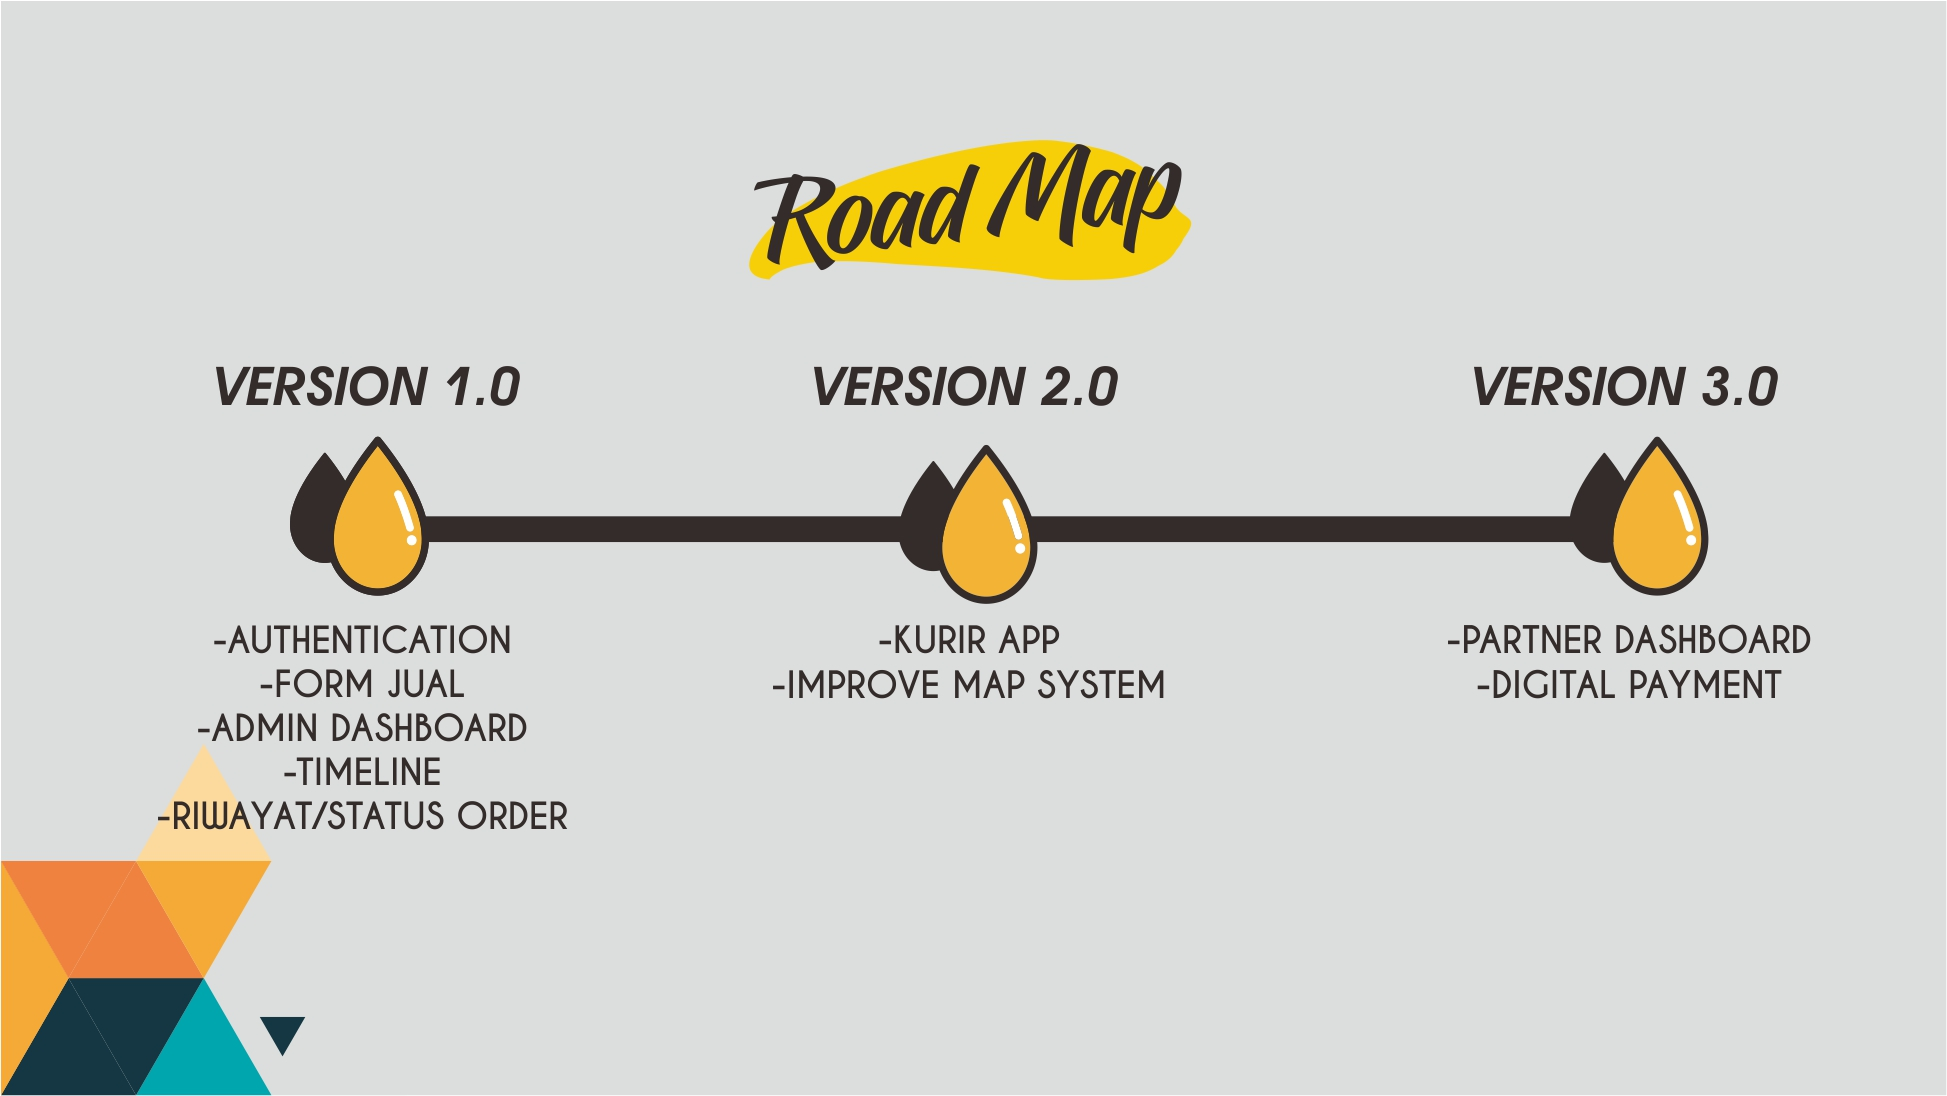 Road Map
VERSION 1.0
-AUTHENTICATION
-FORM JUAL
-ADMIN DASHBOARD
-TIMELINE
-RIWAYAT/STATUS ORDER
VERSION 2.0
-KURIR APP
-IMPROVE MAP SYSTEM
VERSION 3.0
-PARTNER DASHBOARD
-DIGITAL PAYMENT